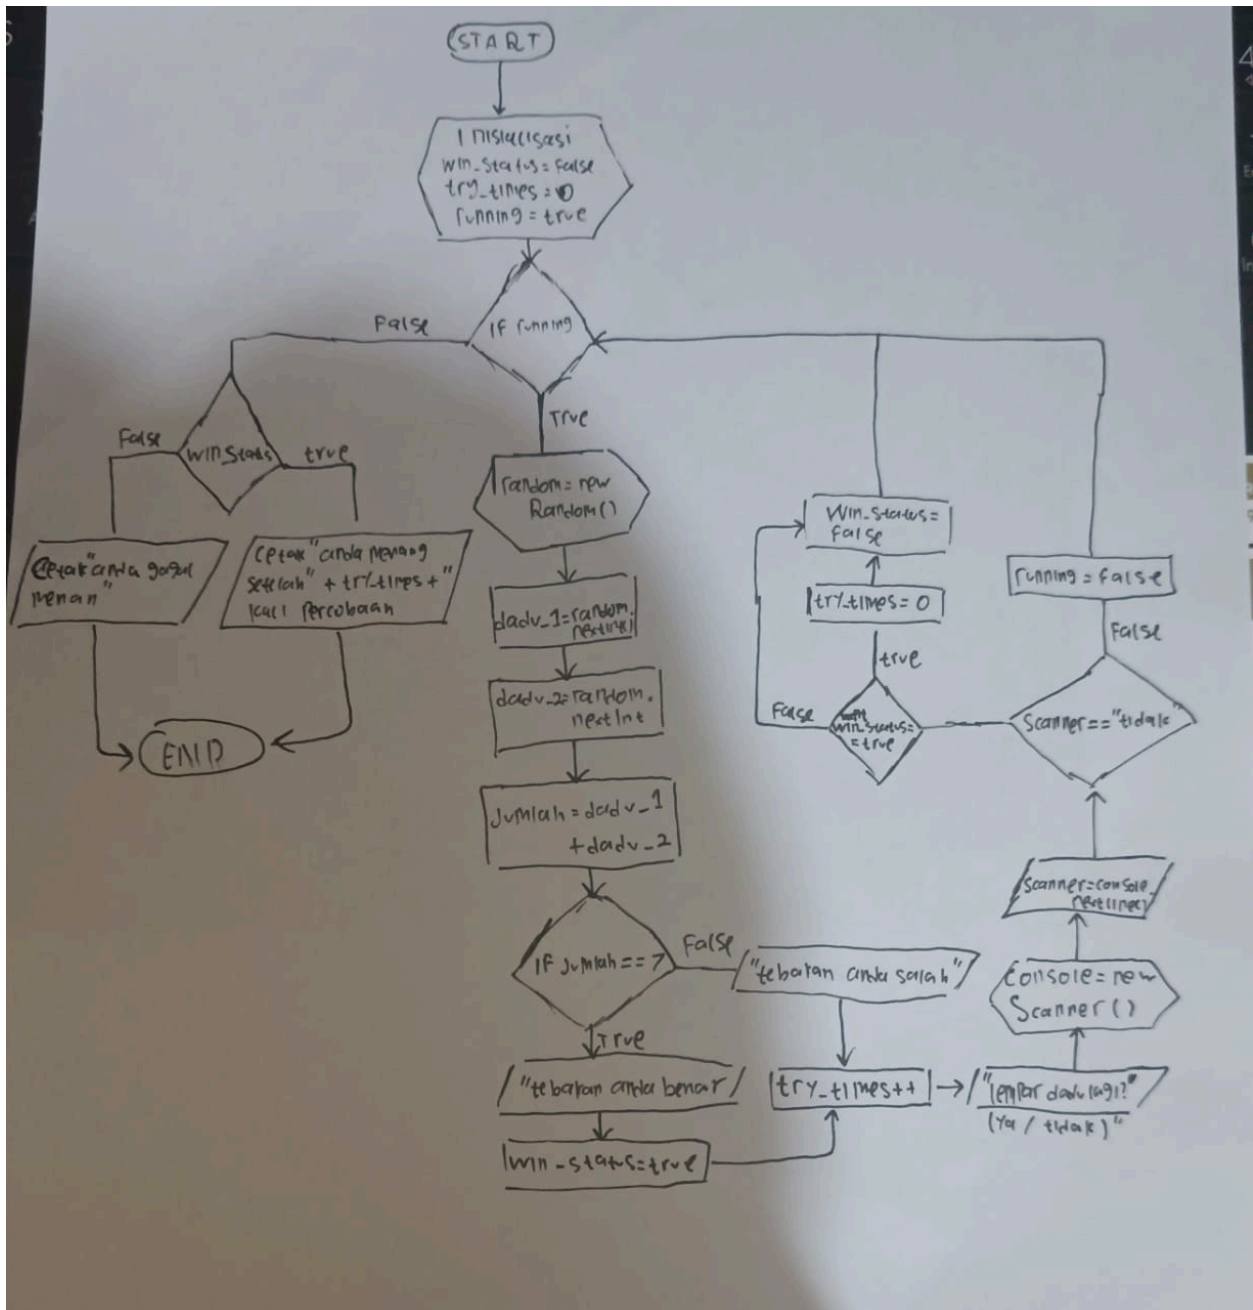 START
Inisialisasi
win_status = False
try_times = 0
running = true
IF running
False
True
win_status
False
true
Cetak "anda gagal
menan"
Cetak "anda menang
setelah" + try_times + "
kali percobaan
END
random = new
Random()
dadu_1 = random.
nextInt()
dadu_2 = random.
nextInt
Jumlah = dadu_1
+ dadu_2
IF Jumlah == 7
False
True
"tebakan anda salah"
"tebakan anda benar
win_status = true
try_times++
"Lempar dadu lagi?"
(Ya / tidak)"
Console = new
Scanner ()
Scanner = console.
nextline()
Scanner == "tidak"
False
running = false
win_status =
= true
False
true
try_times = 0
Win_status =
False